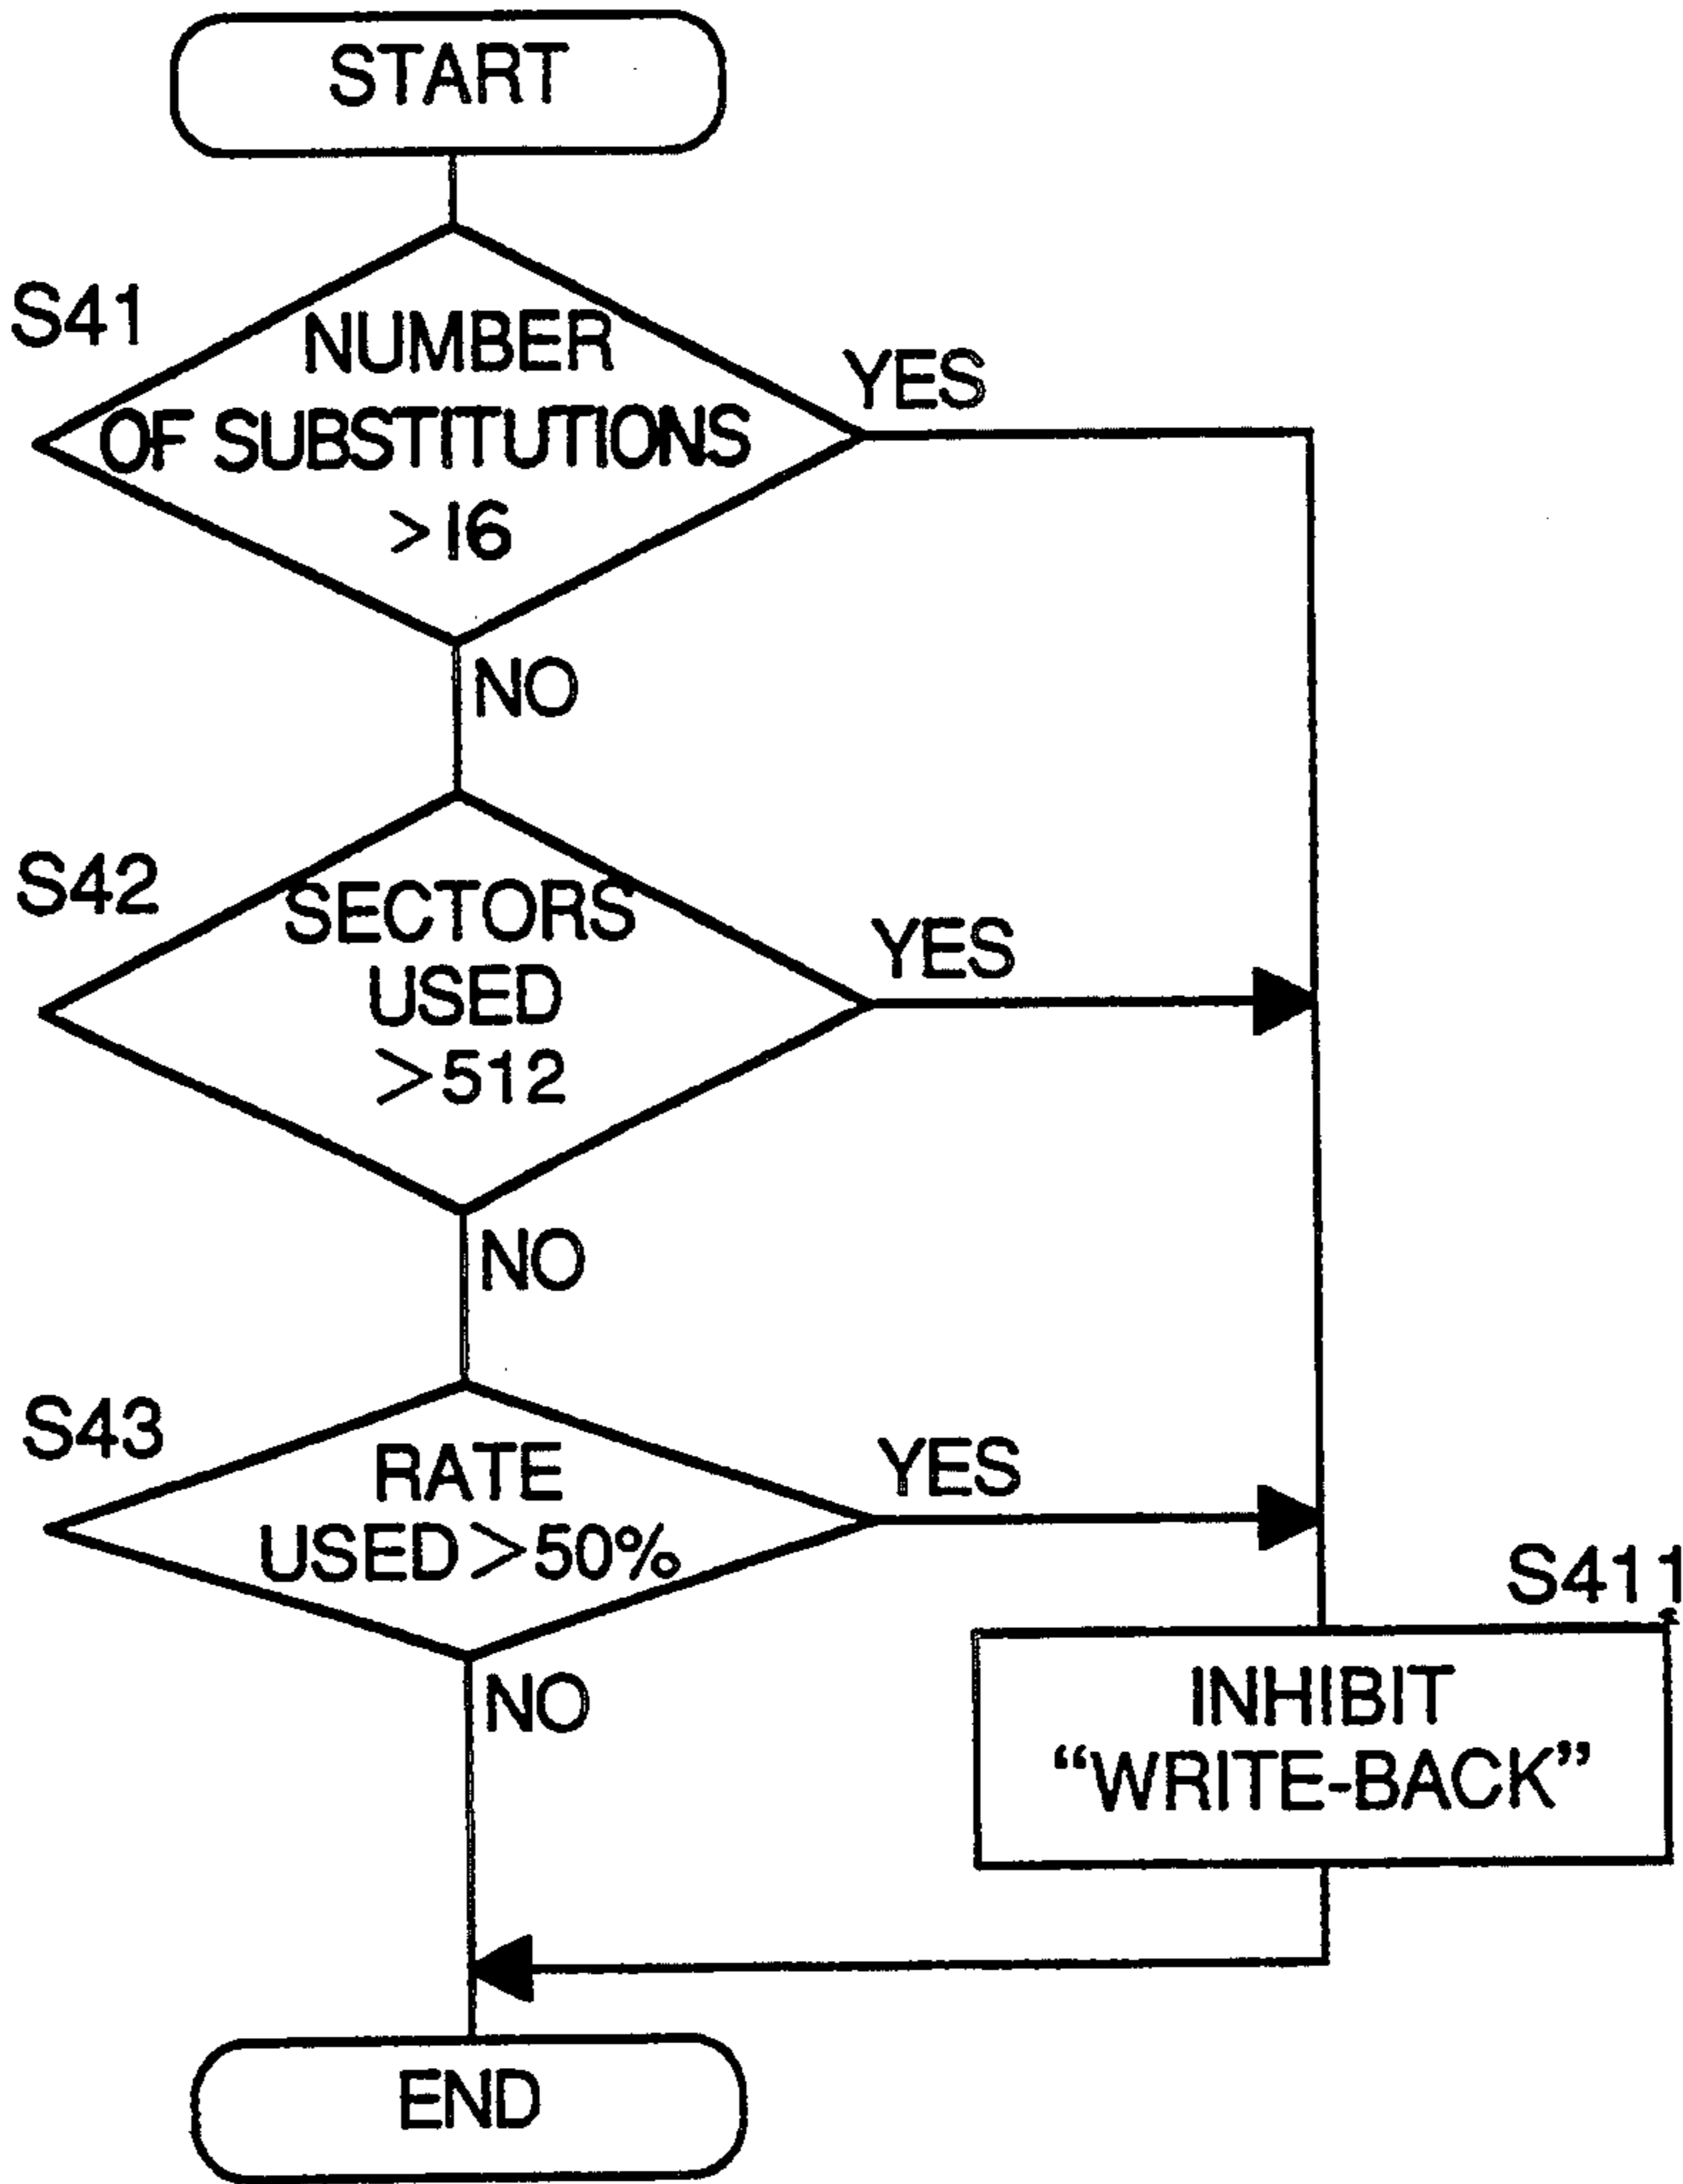 START
S41
NUMBER
OF SUBSTITUTIONS
>16
YES
NO
S42
SECTORS
USED
>512
YES
NO
S43
RATE
USED>50%
YES
NO
S411
INHIBIT
“WRITE-BACK”
END